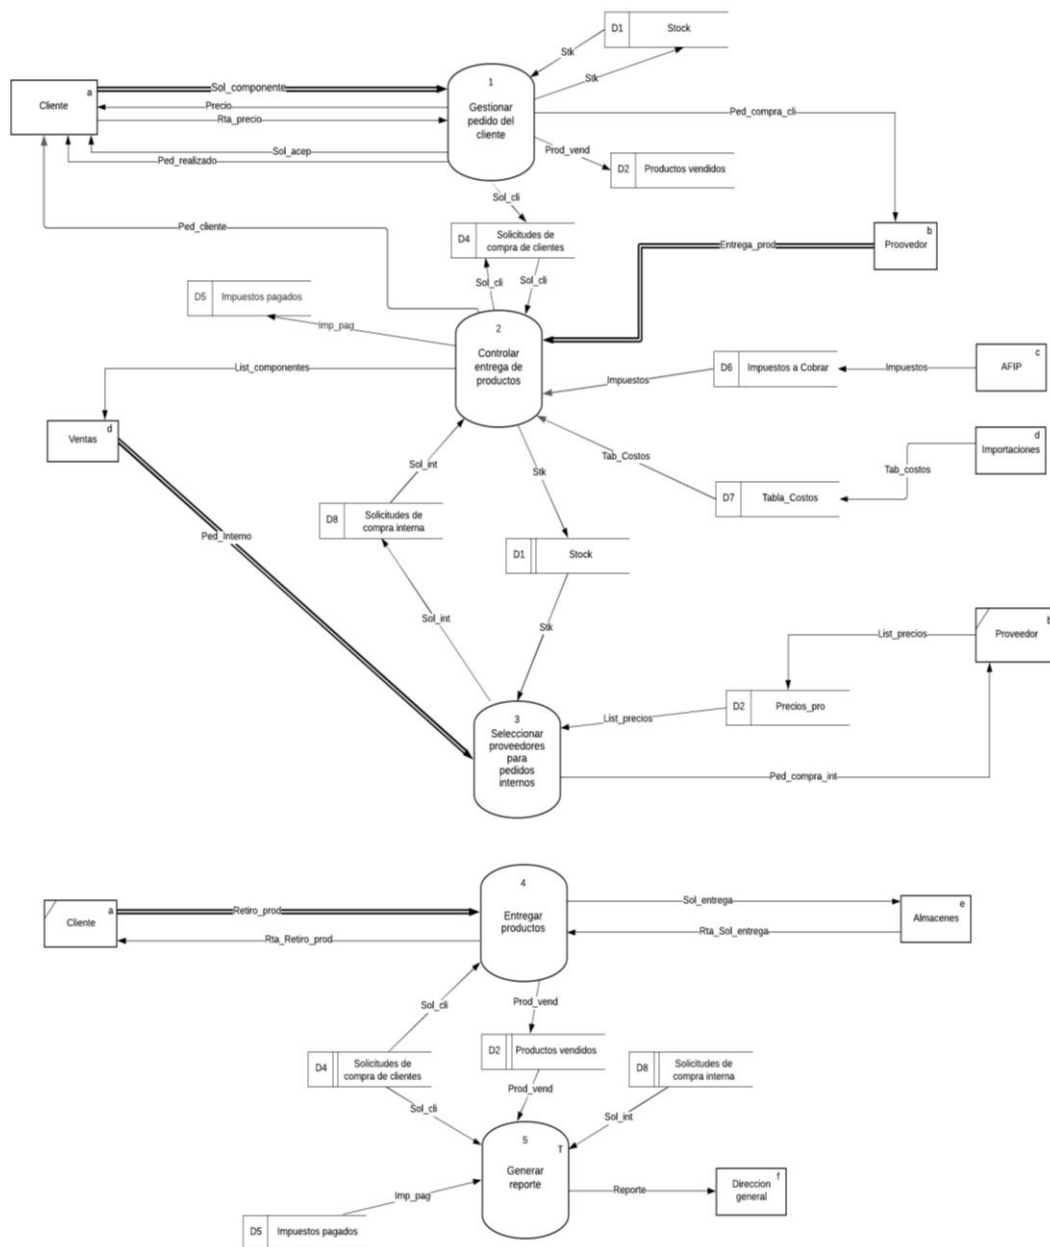 D1
Stock
Stk
Stk
a
Cliente
Sol_componente
Precio
Rta_precio
Sol_acep
Ped_realizado
1
Gestionar
pedido del
cliente
Ped_compra_cli
Prod_vend
D2
Productos vendidos
Sol_cli
Ped_cliente
D4
Solicitudes de
compra de clientes
Entrega_prod
b
Proovedor
Sol_cli
Sol_cli
D5
Impuestos pagados
Imp_pag
2
Controlar
entrega de
productos
List_componentes
Impuestos
D6
Impuestos a Cobrar
Impuestos
c
AFIP
d
Ventas
d
Importaciones
Tab_Costos
Tab_costos
Sol_int
Stk
D7
Tabla_Costos
D8
Solicitudes de
compra interna
Ped_Interno
D1
Stock
Sol_int
Stk
b
Proveedor
List_precios
D2
Precios_pro
List_precios
3
Seleccionar
proveedores
para
pedidos
internos
Ped_compra_int
4
Entregar
productos
a
Cliente
Retiro_prod
Rta_Retiro_prod
Sol_entrega
Rta_Sol_entrega
e
Almacenes
Sol_cli
Prod_vend
D4
Solicitudes de
compra de clientes
D2
Productos vendidos
D8
Solicitudes de
compra interna
Sol_cli
Prod_vend
Sol_int
5
T
Generar
reporte
Imp_pag
D5
Impuestos pagados
Reporte
f
Direccion
general